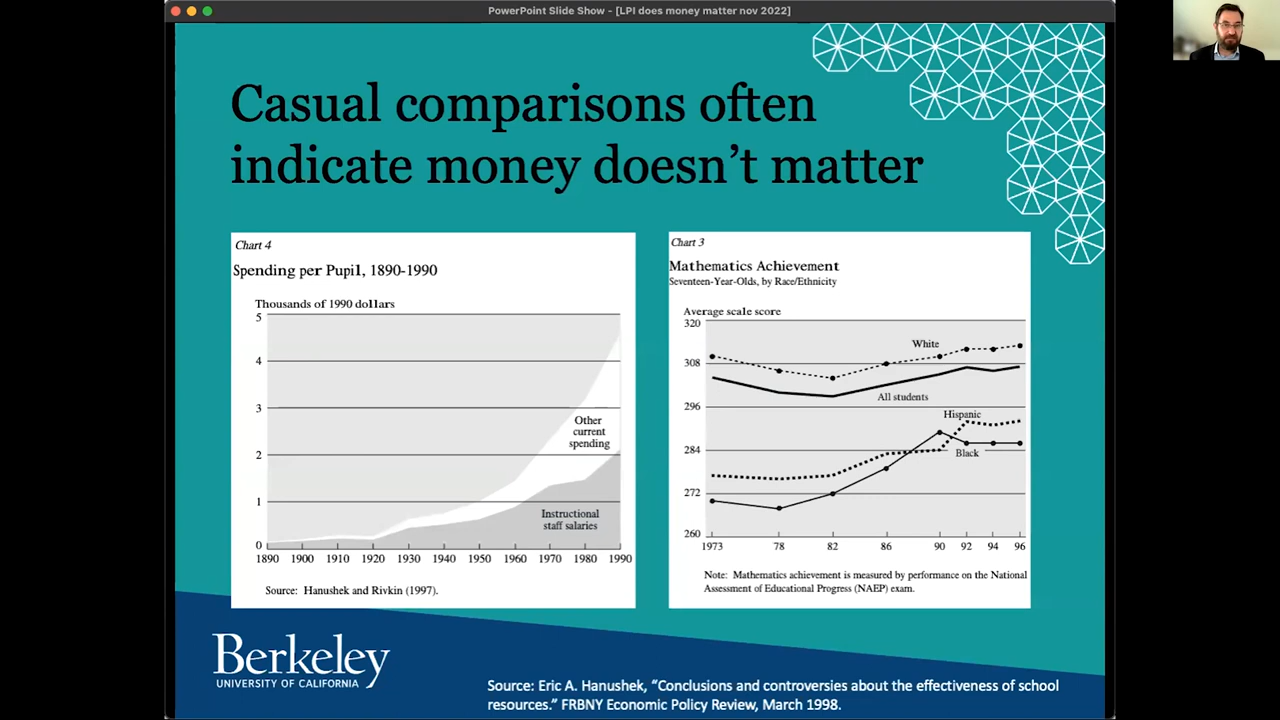 PowerPoint Slide Show - [LPI does money matter nov 2022]
Casual comparisons often
indicate money doesn't matter
Chart 4
Spending per Pupil, 1890-1990
Thousands of 1990 dollars
5
4
3
2
1
0
Other
current
spending
Instructional
staff salaries
1890 1900 1910 1920 1930 1940 1950 1960 1970 1980 1990
Source: Hanushek and Rivkin (1997).
Chart 3
Mathematics Achievement
Seventeen-Year-Olds, by Race/Ethnicity
Average scale score
320
308
296
284
272
260
White
All students
Hispanic
Black
1973 78 82 86 90 92 94 96
Note: Mathematics achievement is measured by performance on the National
Assessment of Educational Progress (NAEP) exam.
Berkeley
UNIVERSITY OF CALIFORNIA
Source: Eric A. Hanushek, “Conclusions and controversies about the effectiveness of school
resources.” FRBNY Economic Policy Review, March 1998.